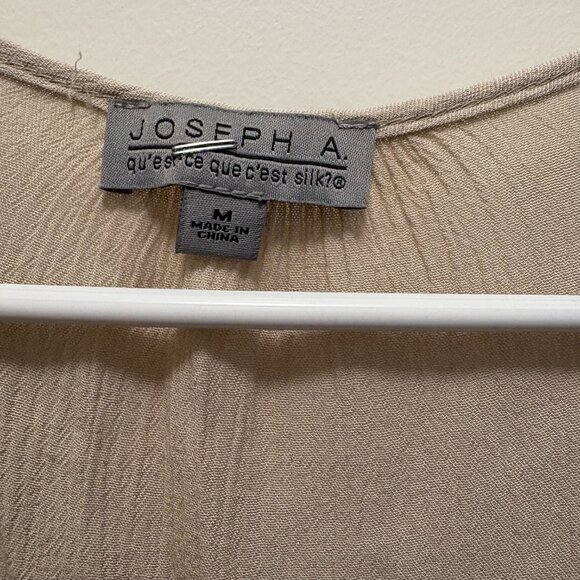 JOSEPH A.
qu'est-ce que c'est silk?®
M
MADE IN
CHINA